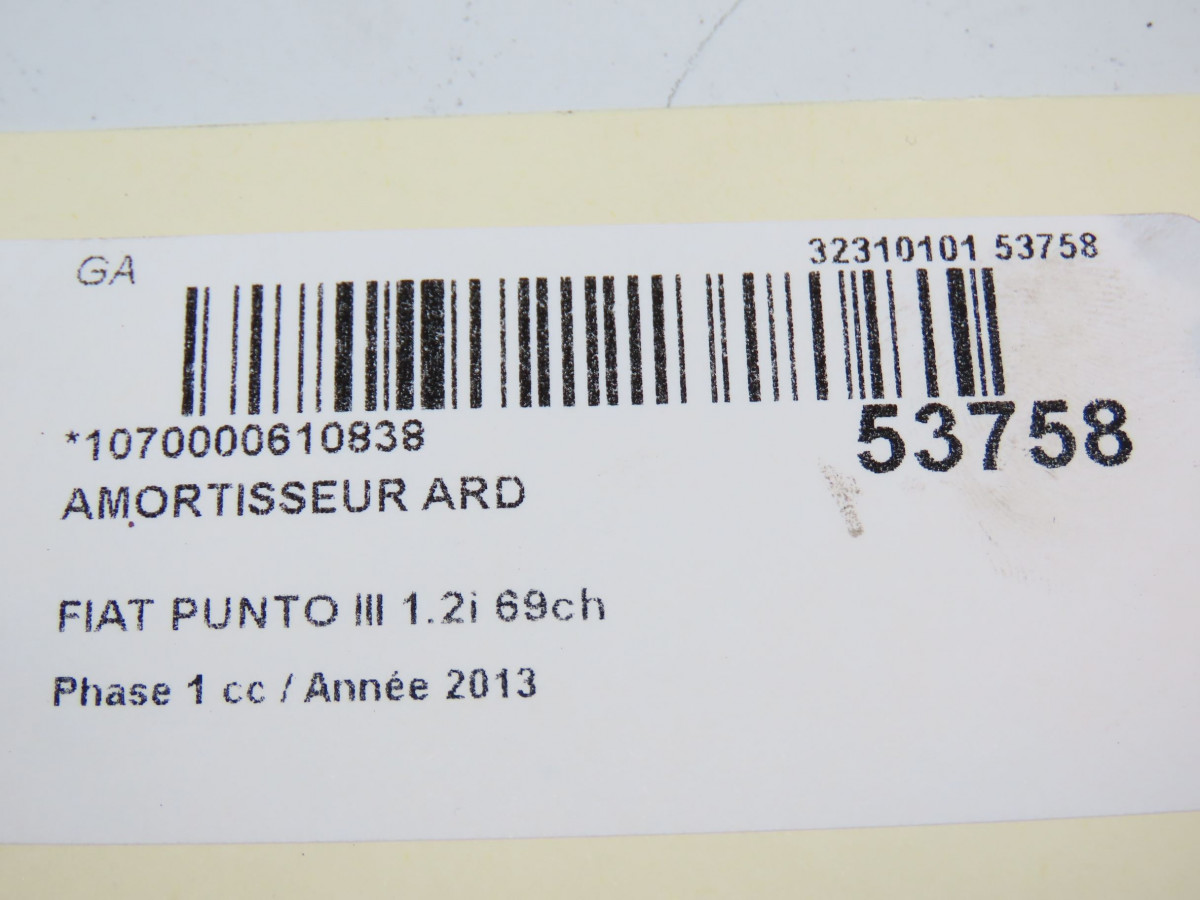 GA
32310101 53758
53758
*1070000610838
AMORTISSEUR ARD
FIAT PUNTO III 1.2i 69ch
Phase 1 cc / Année 2013